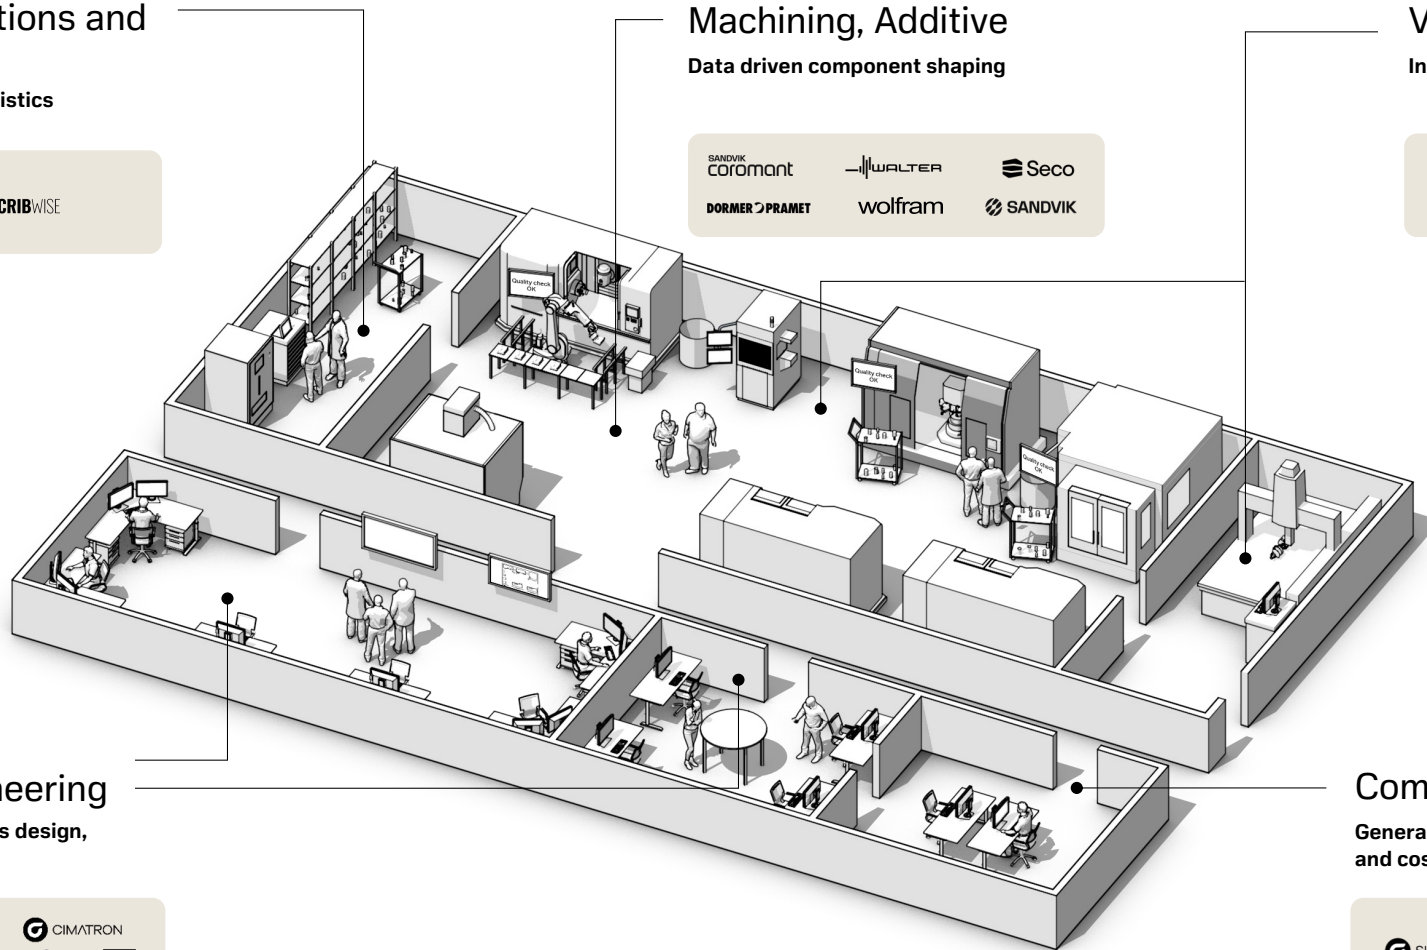 tions and
istics
CRIBWISE
Machining, Additive
Data driven component shaping
SANDVIK
coromant
WALTER
Seco
DORMER PRAMET
wolfram
SANDVIK
V
In
Quality check
OK
Quality check
OK
Quality check
OK
neering
s design,
CIMATRON
Com
Genera
and cos